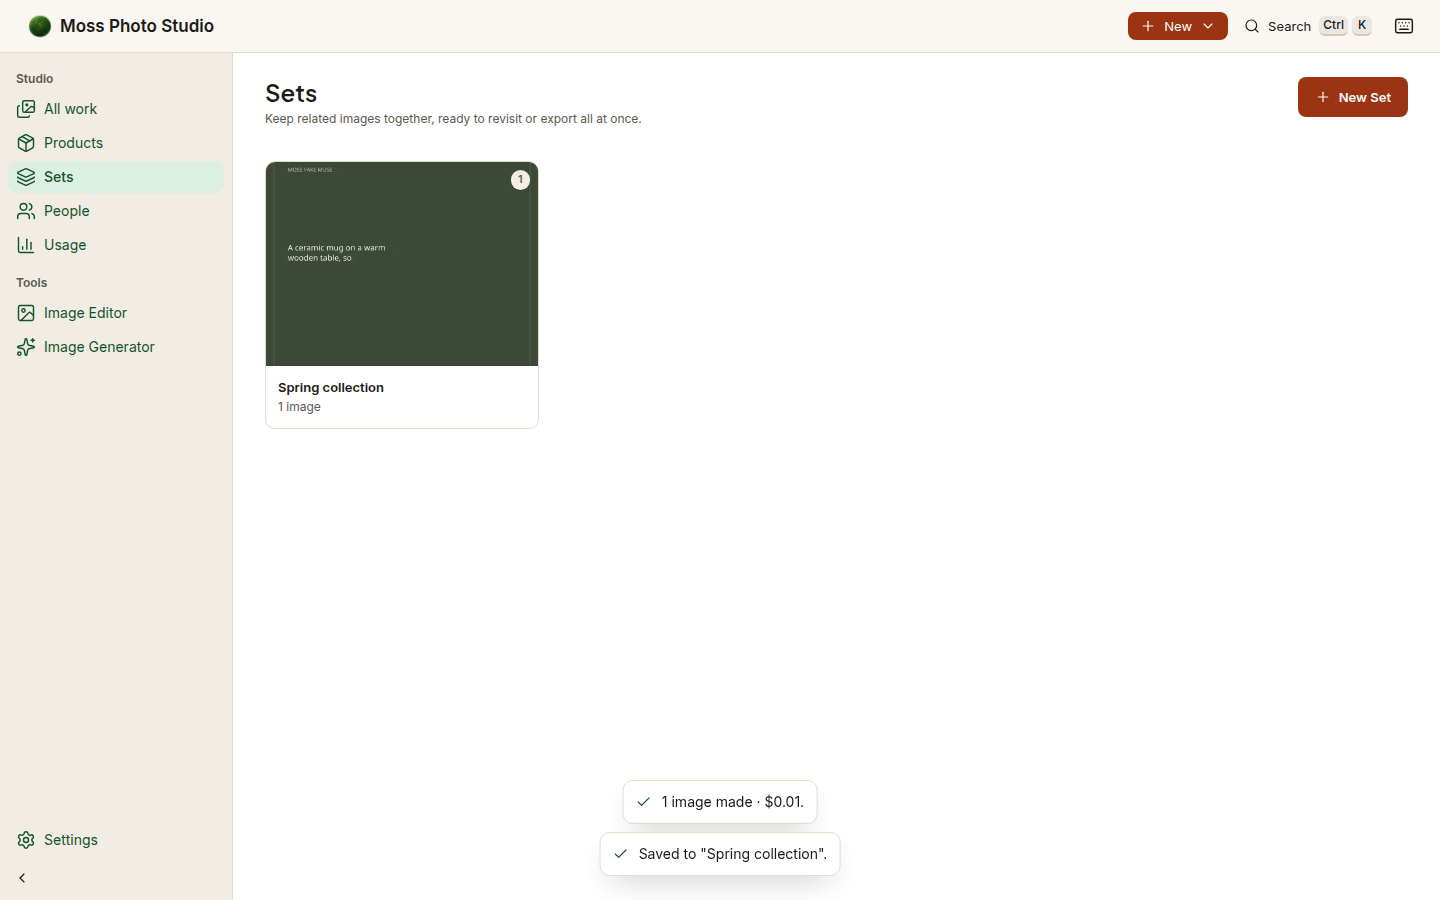 Moss Photo Studio
New
Search Ctrl K
Studio
All work
Products
Sets
People
Usage
Tools
Image Editor
Image Generator
Settings
Sets
Keep related images together, ready to revisit or export all at once.
New Set
MOSS FAKE MUSE
1
A ceramic mug on a warm
wooden table, so
Spring collection
1 image
1 image made · $0.01.
Saved to "Spring collection".